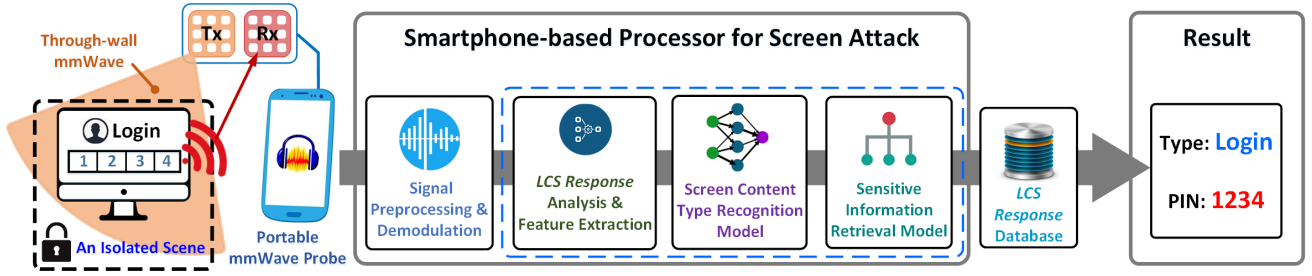 Through-wall
mmWave
Tx
Rx
Login
1 2 3 4
An Isolated Scene
Portable
mmWave Probe
Smartphone-based Processor for Screen Attack
Signal
Preprocessing &
Demodulation
LCS Response
Analysis &
Feature Extraction
Screen Content
Type Recognition
Model
Sensitive
Information
Retrieval Model
LCS
Response
Database
Result
Type: Login
PIN: 1234